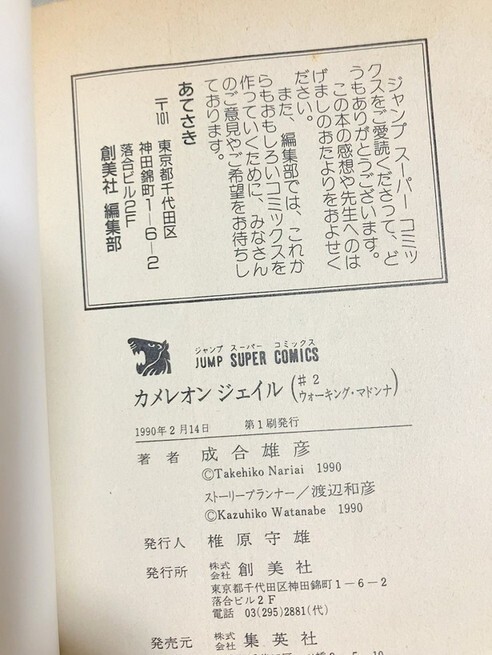 ジャンプ スーパー コミッ
クスをご愛読くださって、ど
うもありがとうございます。
この本の感想や先生へのは
げましのおたよりをおよせく
ださい。
また、編集部では、これか
らもおもしろいコミックスを
作っていくために、みなさん
のご意見やご希望をお待ちし
ております。
あてさき
〒101 東京都千代田区
神田錦町1-6-2
落合ビル2F
創美社 編集部
ジャンプ スーパー コミックス
JUMP SUPER COMICS
カメレオン ジェイル (♯2 ウォーキング・マドンナ)
1990年2月14日 第1刷発行
著者 成合雄彦
©Takehiko Nariai 1990
ストーリープランナー/渡辺和彦
©Kazuhiko Watanabe 1990
発行人 椎原守雄
発行所 株式会社 創美社
東京都千代田区神田錦町1-6-2
落合ビル2F
電話 03(295)2881(代)
発売元 株式会社 集英社